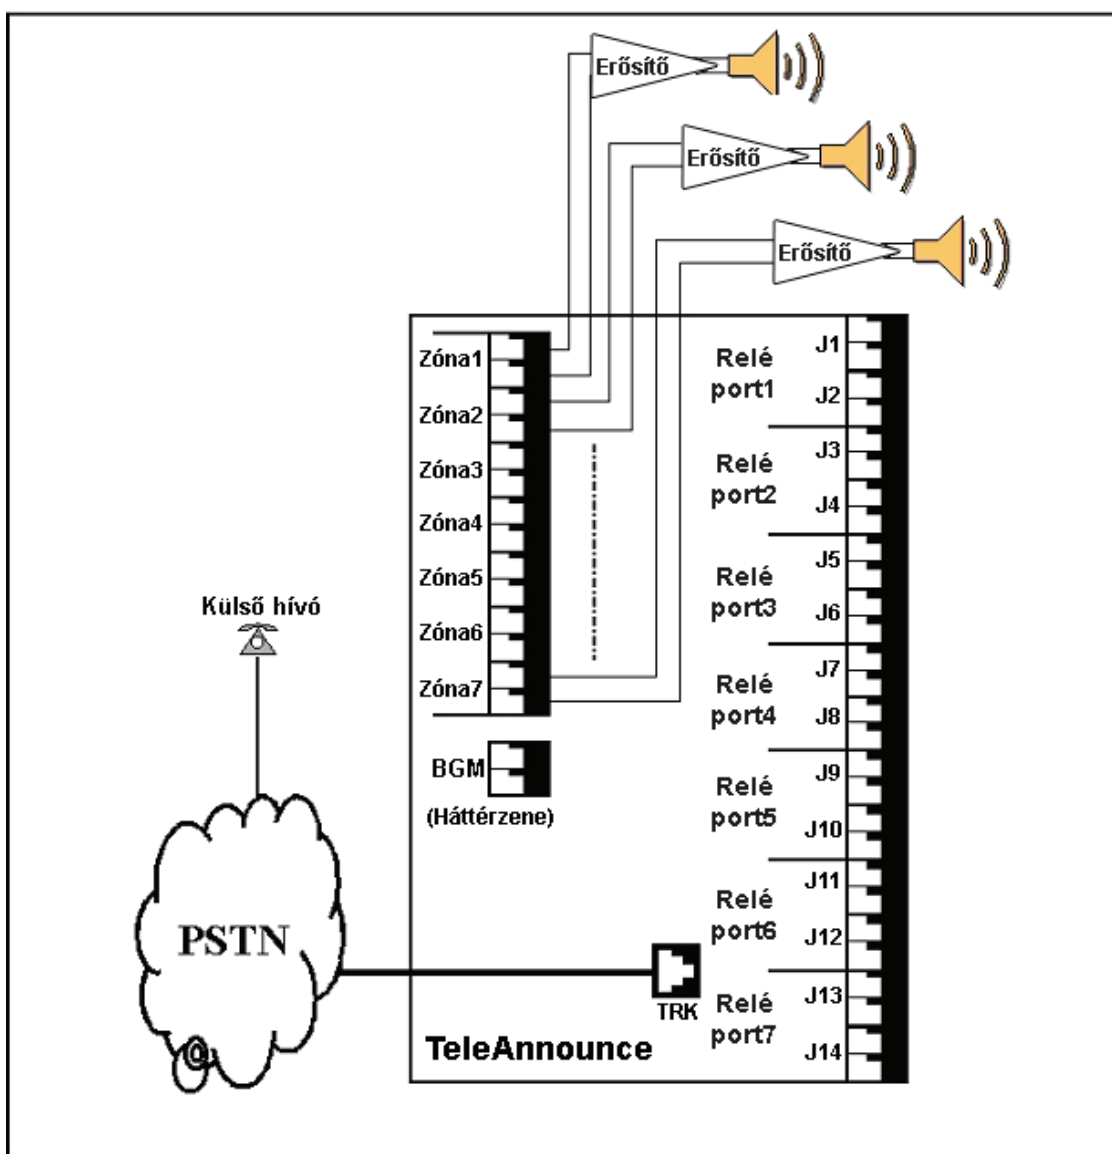 Erősítő
Erősítő
Erősítő
Zóna1
Zóna2
Zóna3
Zóna4
Zóna5
Zóna6
Zóna7
BGM
(Háttérzene)
Relé
port1
J1
J2
Relé
port2
J3
J4
Relé
port3
J5
J6
Relé
port4
J7
J8
Relé
port5
J9
J10
Relé
port6
J11
J12
Relé
port7
J13
J14
Külső hívó
PSTN
TRK
TeleAnnounce